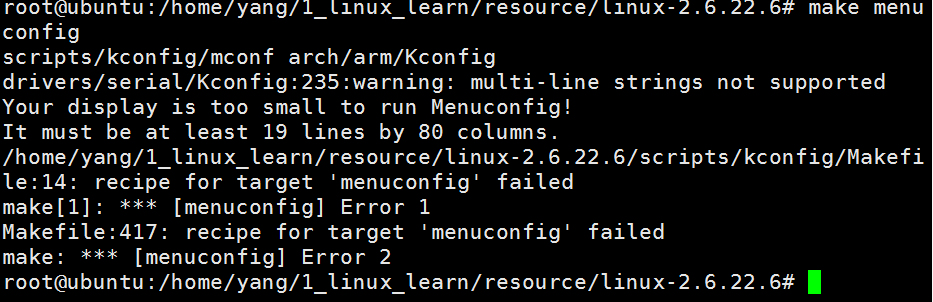 root@ubuntu:/home/yang/1_linux_learn/resource/linux-2.6.22.6# make menu
config
scripts/kconfig/mconf arch/arm/Kconfig
drivers/serial/Kconfig:235:warning: multi-line strings not supported
Your display is too small to run Menuconfig!
It must be at least 19 lines by 80 columns.
/home/yang/1_linux_learn/resource/linux-2.6.22.6/scripts/kconfig/Makefi
le:14: recipe for target 'menuconfig' failed
make[1]: *** [menuconfig] Error 1
Makefile:417: recipe for target 'menuconfig' failed
make: *** [menuconfig] Error 2
root@ubuntu:/home/yang/1_linux_learn/resource/linux-2.6.22.6#